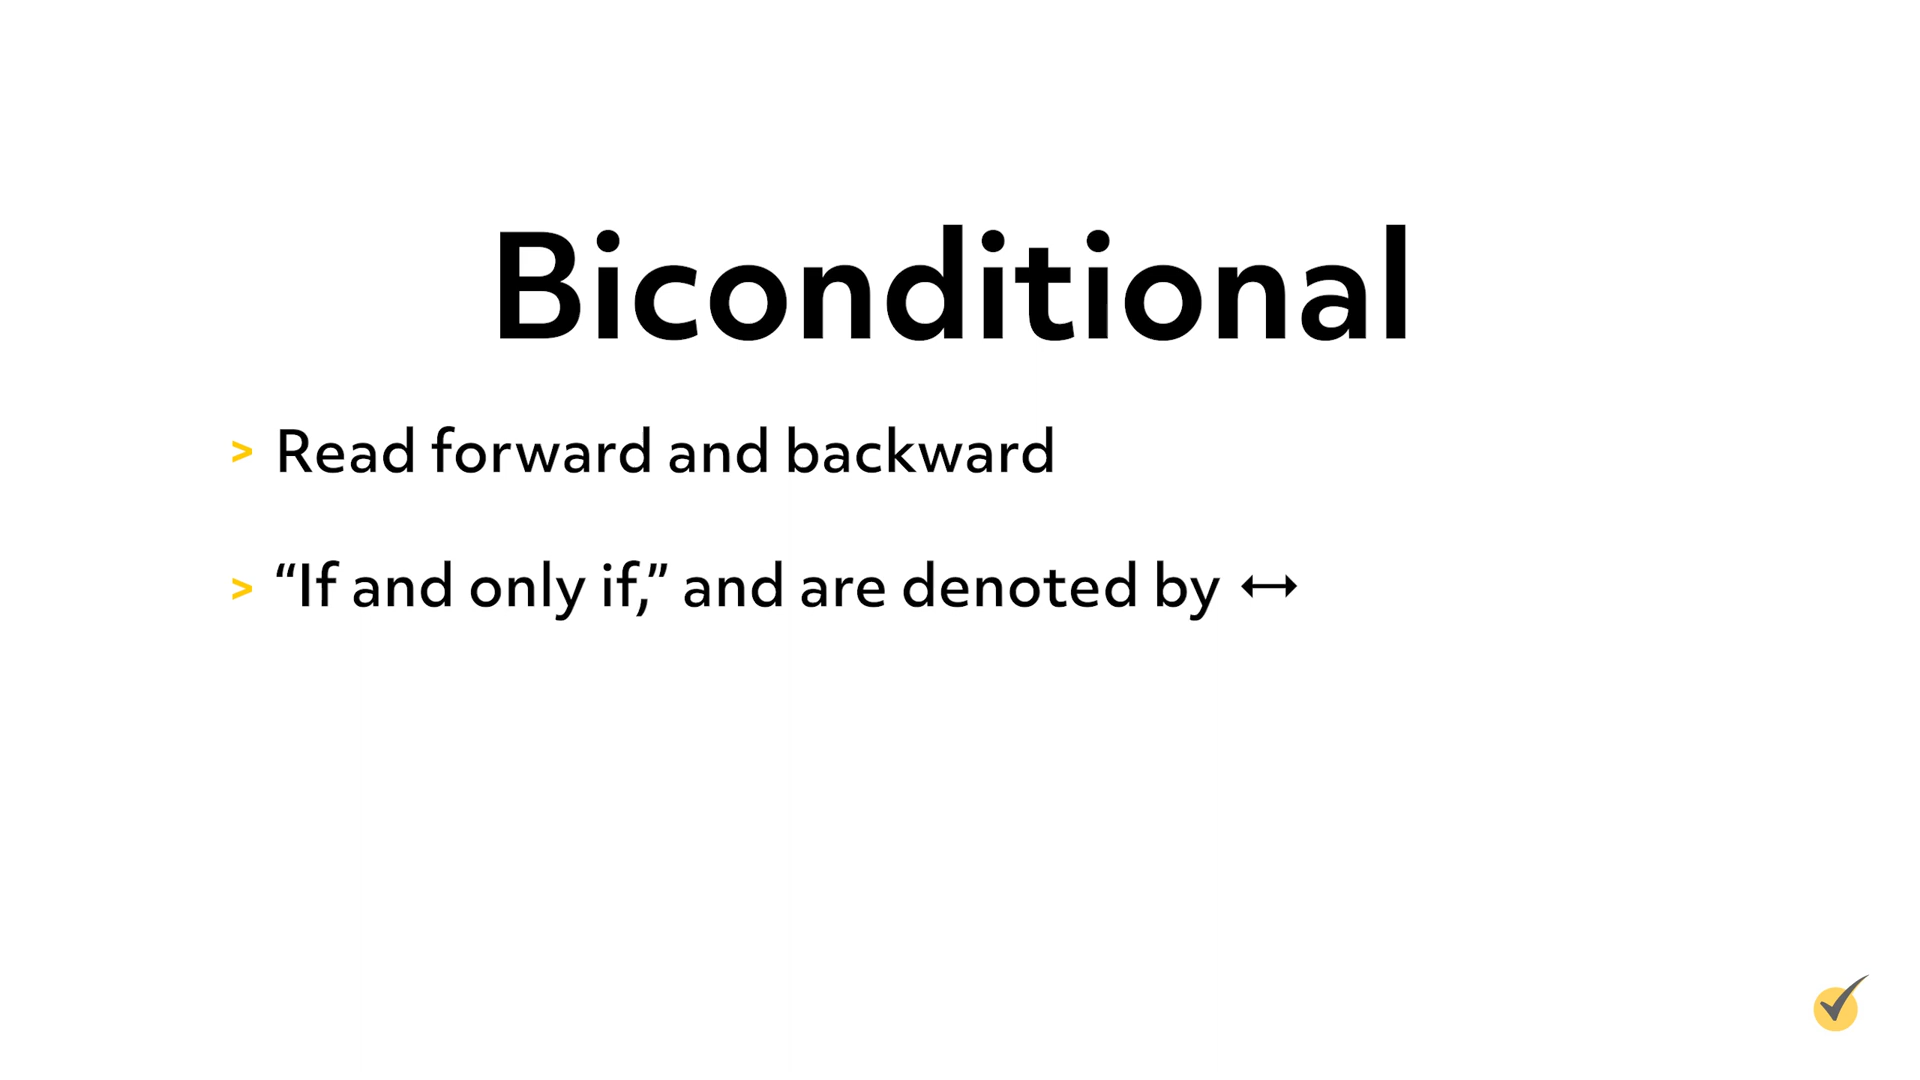 Biconditional
> Read forward and backward
> “If and only if,” and are denoted by ↔